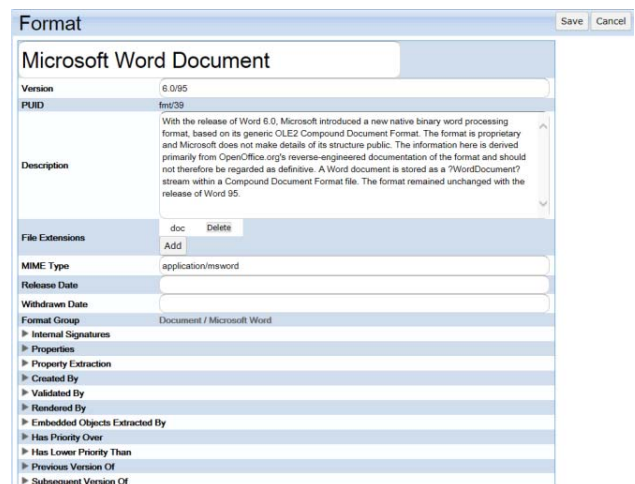 Format
Save Cancel
Microsoft Word Document
Version 6.0/95
PUID fmt/39
Description
With the release of Word 6.0, Microsoft introduced a new native binary word processing
format, based on its generic OLE2 Compound Document Format. The format is proprietary
and Microsoft does not make details of its structure public. The information here is derived
primarily from OpenOffice.org's reverse-engineered documentation of the format and should
not therefore be regarded as definitive. A Word document is stored as a ?WordDocument?
stream within a Compound Document Format file. The format remained unchanged with the
release of Word 95.
File Extensions
doc Delete
Add
MIME Type application/msword
Release Date
Withdrawn Date
Format Group Document / Microsoft Word
Internal Signatures
Properties
Property Extraction
Created By
Validated By
Rendered By
Embedded Objects Extracted By
Has Priority Over
Has Lower Priority Than
Previous Version Of
Subsequent Version Of